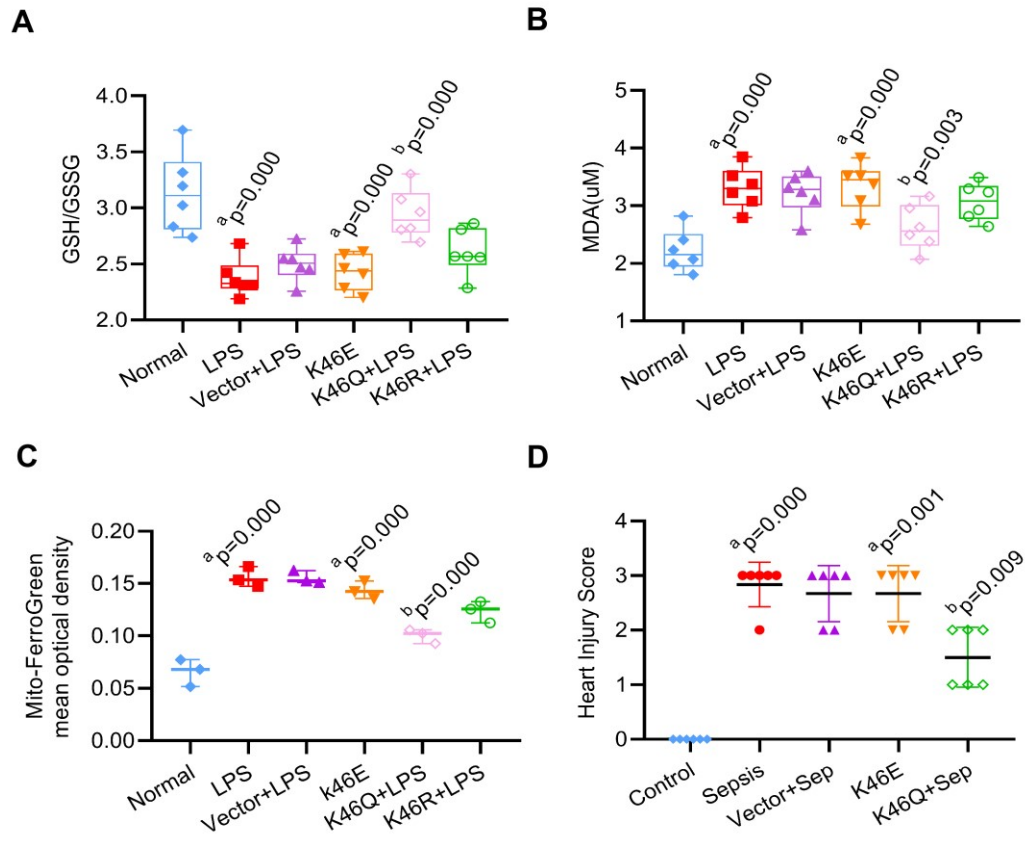 A
GSH/GSSG
4.0
3.5
3.0
2.5
2.0
a p=0.000
a p=0.000
b p=0.000
Normal
LPS
Vector+LPS
K46E
K46Q+LPS
K46R+LPS
B
MDA(uM)
5
4
3
2
1
a p=0.000
a p=0.000
b p=0.003
Normal
LPS
Vector+LPS
K46E
K46Q+LPS
K46R+LPS
C
Mito-FerroGreen
mean optical density
0.20
0.15
0.10
0.05
0.00
a p=0.000
a p=0.000
b p=0.000
Normal
LPS
Vector+LPS
k46E
K46Q+LPS
K46R+LPS
D
Heart Injury Score
4
3
2
1
0
a p=0.000
a p=0.001
b p=0.009
Control
Sepsis
Vector+Sep
K46E
K46Q+Sep